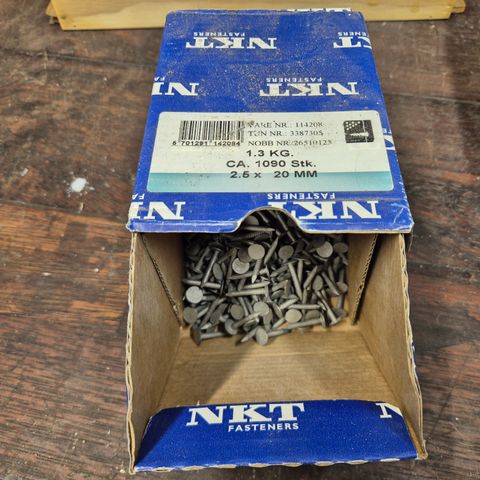 NKT
FASTENERS
NKT
FASTENERS
VARE NR.: 114208
TUN NR.: 3387305
NOBB NR. 26510123
5 701291 142084
1.3 KG.
CA. 1090 Stk.
2.5 x 20 MM
NKT
FASTENERS
NKT
NKT
FASTENERS